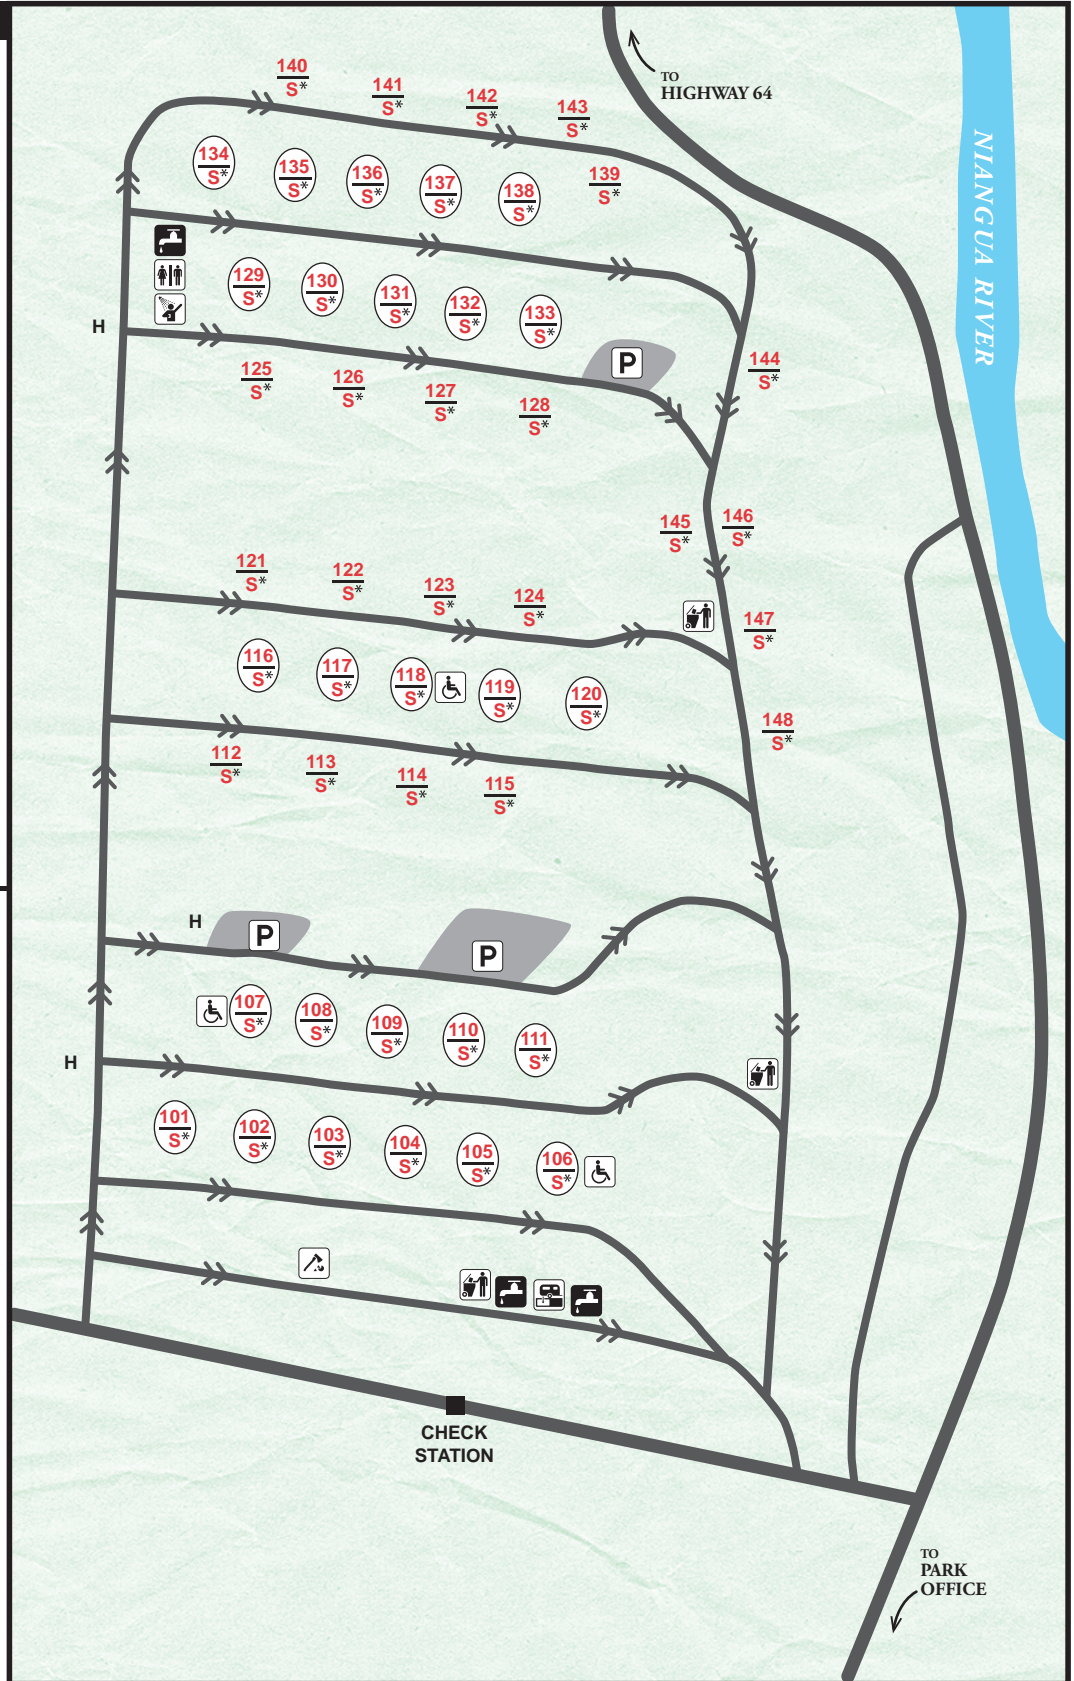 140
S*
141
S*
142
S*
143
S*
TO
HIGHWAY 64
NIANGUA RIVER
134
S*
135
S*
136
S*
137
S*
138
S*
139
S*
129
S*
130
S*
131
S*
132
S*
133
S*
H
P
144
S*
125
S*
126
S*
127
S*
128
S*
145
S*
146
S*
121
S*
122
S*
123
S*
124
S*
147
S*
116
S*
117
S*
118
S*
119
S*
120
S*
148
S*
112
S*
113
S*
114
S*
115
S*
H
P
P
107
S*
108
S*
109
S*
110
S*
111
S*
H
101
S*
102
S*
103
S*
104
S*
105
S*
106
S*
CHECK
STATION
TO
PARK
OFFICE